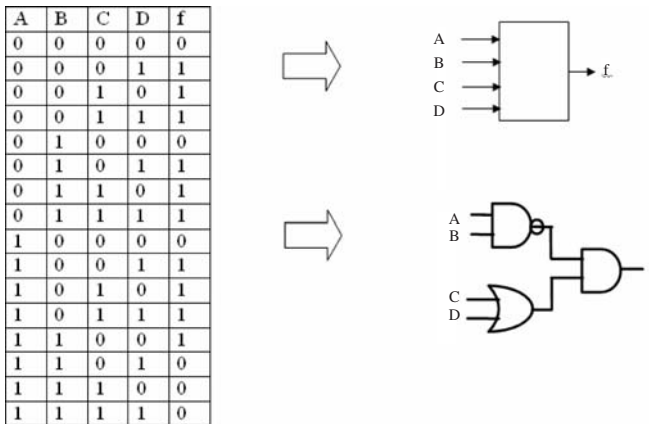 A B C D f
0 0 0 0 0
0 0 0 1 1
0 0 1 0 1
0 0 1 1 1
0 1 0 0 0
0 1 0 1 1
0 1 1 0 1
0 1 1 1 1
1 0 0 0 0
1 0 0 1 1
1 0 1 0 1
1 0 1 1 1
1 1 0 0 1
1 1 0 1 0
1 1 1 0 0
1 1 1 1 0
A
B
C
D
f
A
B
C
D